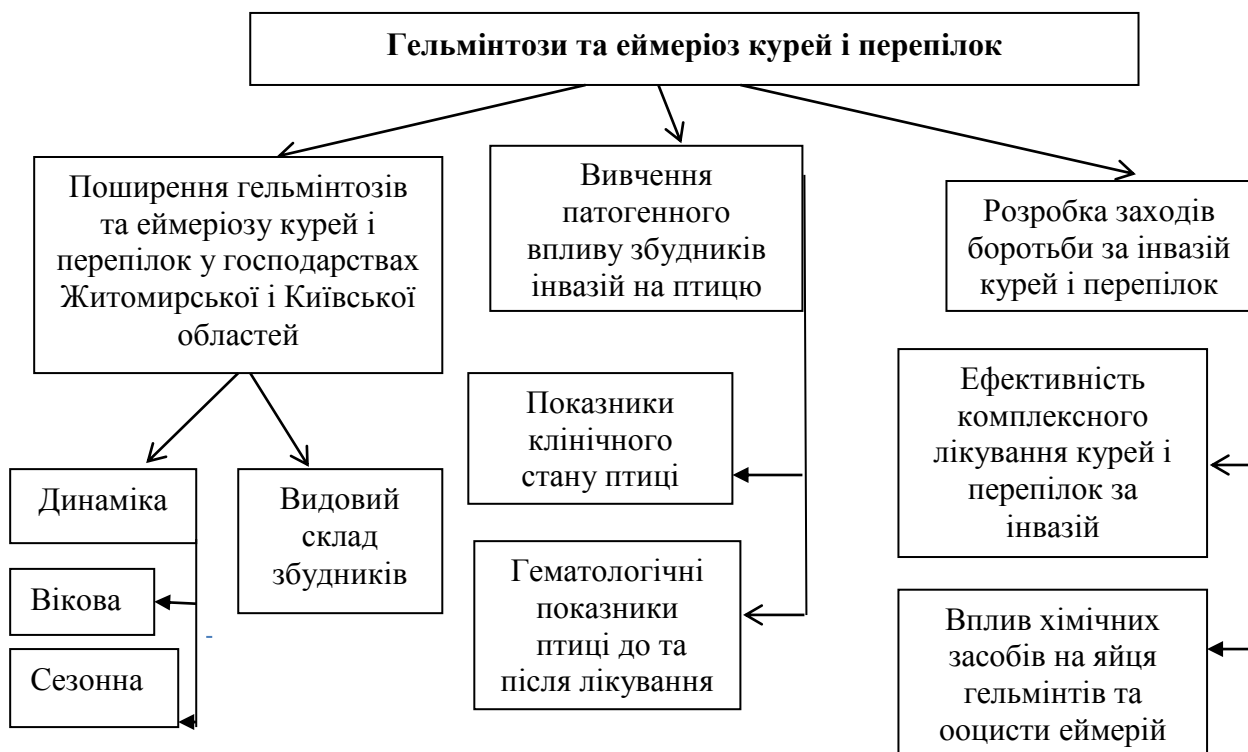 Гельмінтози та еймеріоз курей і перепілок
Поширення гельмінтозів
та еймеріозу курей і
перепілок у господарствах
Житомирської і Київської
областей
Вивчення
патогенного
впливу збудників
інвазій на птицю
Розробка заходів
боротьби за інвазій
курей і перепілок
Динаміка
Вікова
Сезонна
Видовий
склад
збудників
Показники
клінічного
стану птиці
Гематологічні
показники
птиці до та
після лікування
Ефективність
комплексного
лікування курей і
перепілок за
інвазій
Вплив хімічних
засобів на яйця
гельмінтів та
ооцисти еймерій